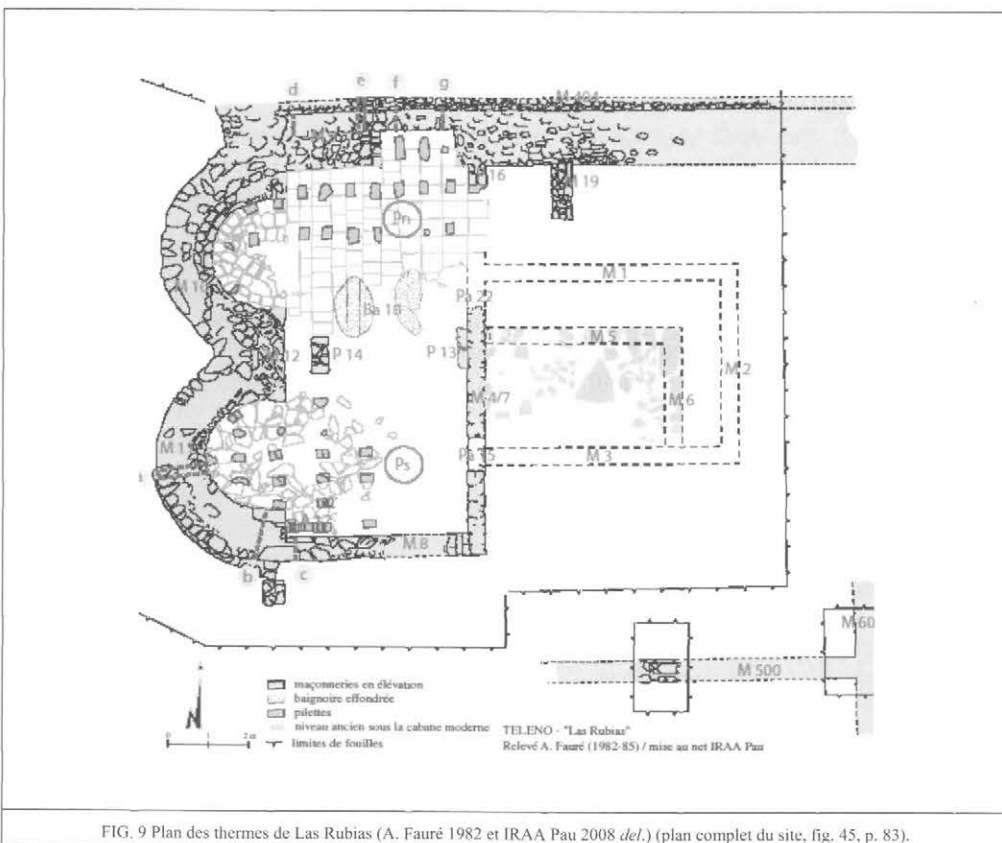 d e f g
M 404
16
M 19
Pn
M 1
M 10
Ba 18
Pa 22
M 5
M 12
P 14
P 13
M 2
M 4/7
M 6
M 11
Ps
Pa 15
M 3
a
M 8
b c
M 60
M 500
N
0 1 2 m
maçonneries en élévation
baignoire effondrée
pilettes
niveau ancien sous la cabane moderne
limites de fouilles
TELENO - "Las Rubias"
Relevé A. Fauré (1982-85) / mise au net IRAA Pau
FIG. 9 Plan des thermes de Las Rubias (A. Fauré 1982 et IRAA Pau 2008 del.) (plan complet du site, fig. 45, p. 83).